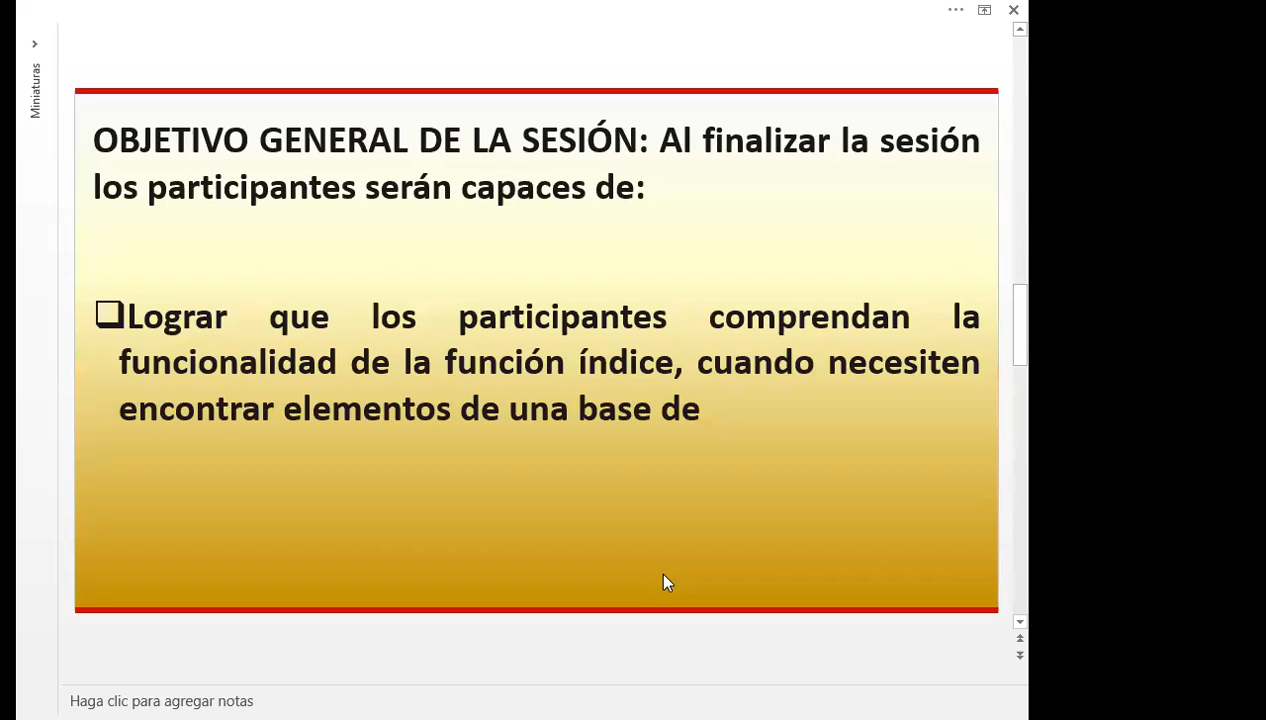 Miniaturas
OBJETIVO GENERAL DE LA SESIÓN: Al finalizar la sesión
los participantes serán capaces de:
Lograr que los participantes comprendan la
funcionalidad de la función índice, cuando necesiten
encontrar elementos de una base de
Haga clic para agregar notas